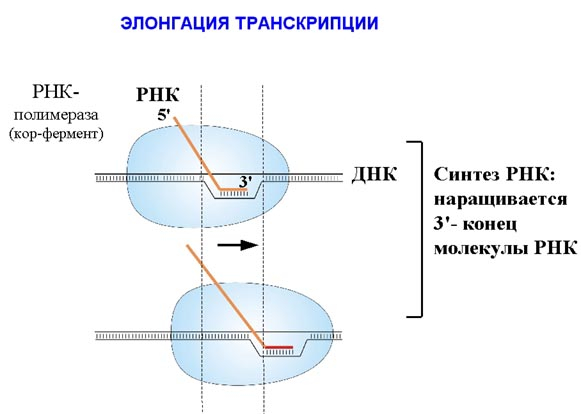 ЭЛОНГАЦИЯ ТРАНСКРИПЦИИ
РНК-
полимераза
(кор-фермент)
РНК
5'
3'
ДНК
Синтез РНК:
наращивается
3'- конец
молекулы РНК